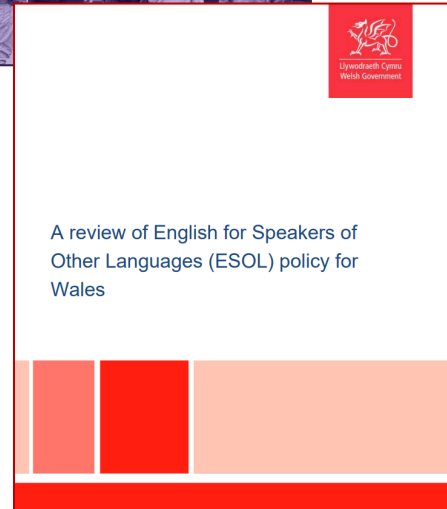 Llywodraeth Cymru
Welsh Government
A review of English for Speakers of
Other Languages (ESOL) policy for
Wales